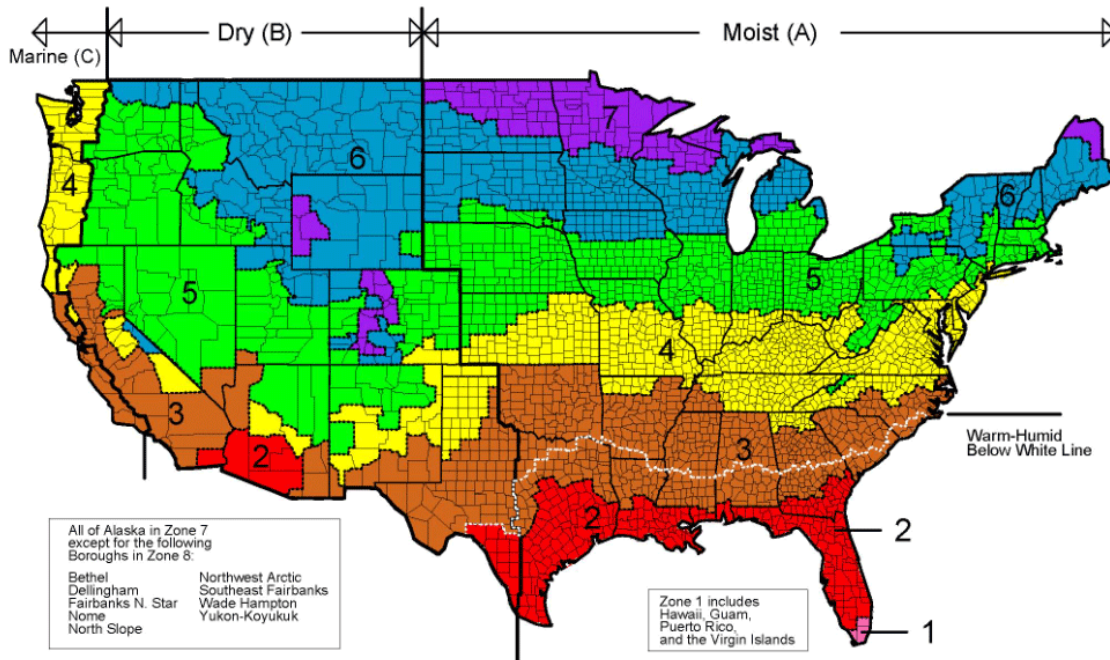 Marine (C)
Dry (B)
Moist (A)
7
6
4
6
5
5
4
3
3
2
2
Warm-Humid
Below White Line
2
1
All of Alaska in Zone 7
except for the following
Boroughs in Zone 8:
Bethel
Dellingham
Fairbanks N. Star
Nome
North Slope
Northwest Arctic
Southeast Fairbanks
Wade Hampton
Yukon-Koyukuk
Zone 1 includes
Hawaii, Guam,
Puerto Rico,
and the Virgin Islands